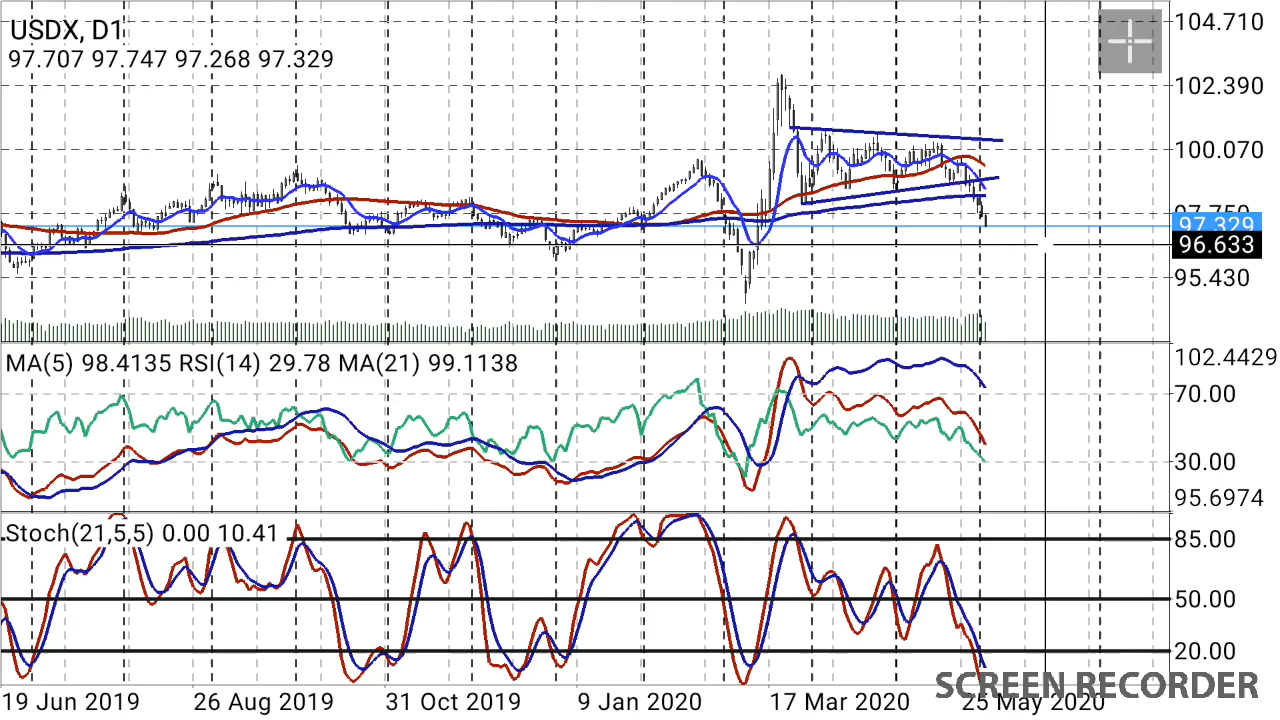 USDX, D1
97.707 97.747 97.268 97.329
104.710
102.390
100.070
97.750
97.329
96.633
95.430
MA(5) 98.4135 RSI(14) 29.78 MA(21) 99.1138
102.4429
70.00
30.00
95.6974
Stoch(21,5,5) 0.00 10.41
85.00
50.00
20.00
19 Jun 2019
26 Aug 2019
31 Oct 2019
9 Jan 2020
17 Mar 2020
25 May 2020
SCREEN RECORDER